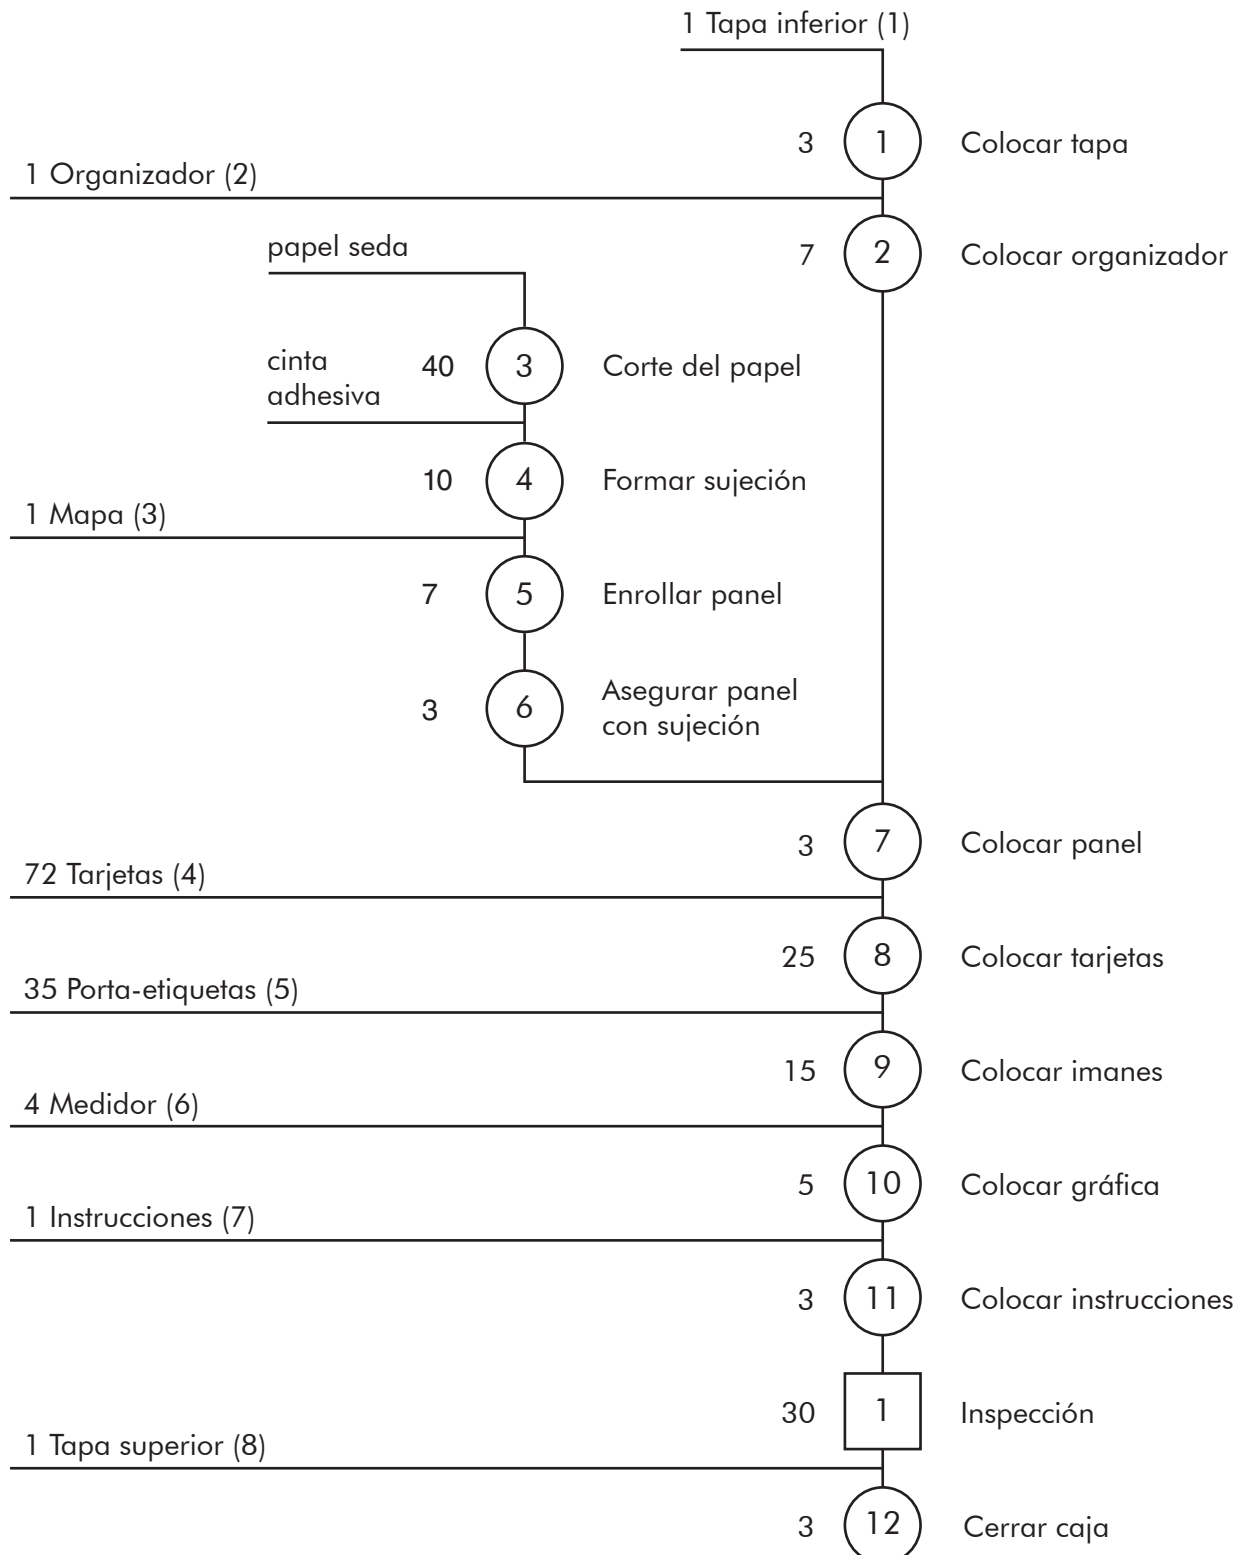 1 Tapa inferior (1)
3 1 Colocar tapa
1 Organizador (2)
7 2 Colocar organizador
papel seda
40 3 Corte del papel
cinta
adhesiva
10 4 Formar sujeción
1 Mapa (3)
7 5 Enrollar panel
3 6 Asegurar panel
con sujeción
3 7 Colocar panel
72 Tarjetas (4)
25 8 Colocar tarjetas
35 Porta-etiquetas (5)
15 9 Colocar imanes
4 Medidor (6)
5 10 Colocar gráfica
1 Instrucciones (7)
3 11 Colocar instrucciones
30 1 Inspección
1 Tapa superior (8)
3 12 Cerrar caja